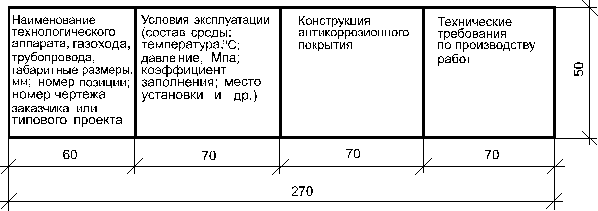 Наименование
технологического
аппарата, газохода,
трубопровода,
габаритные размеры,
мм; номер позиции;
номер чертежа
заказчика или
типового проекта
Условия эксплуатации
(состав среды;
температура,°С;
давление, Мпа;
коэффициент
заполнения; место
установки и др.)
Конструкция
антикоррозионного
покрытия
Технические
требования
по производству
работ
50
60
70
70
70
270